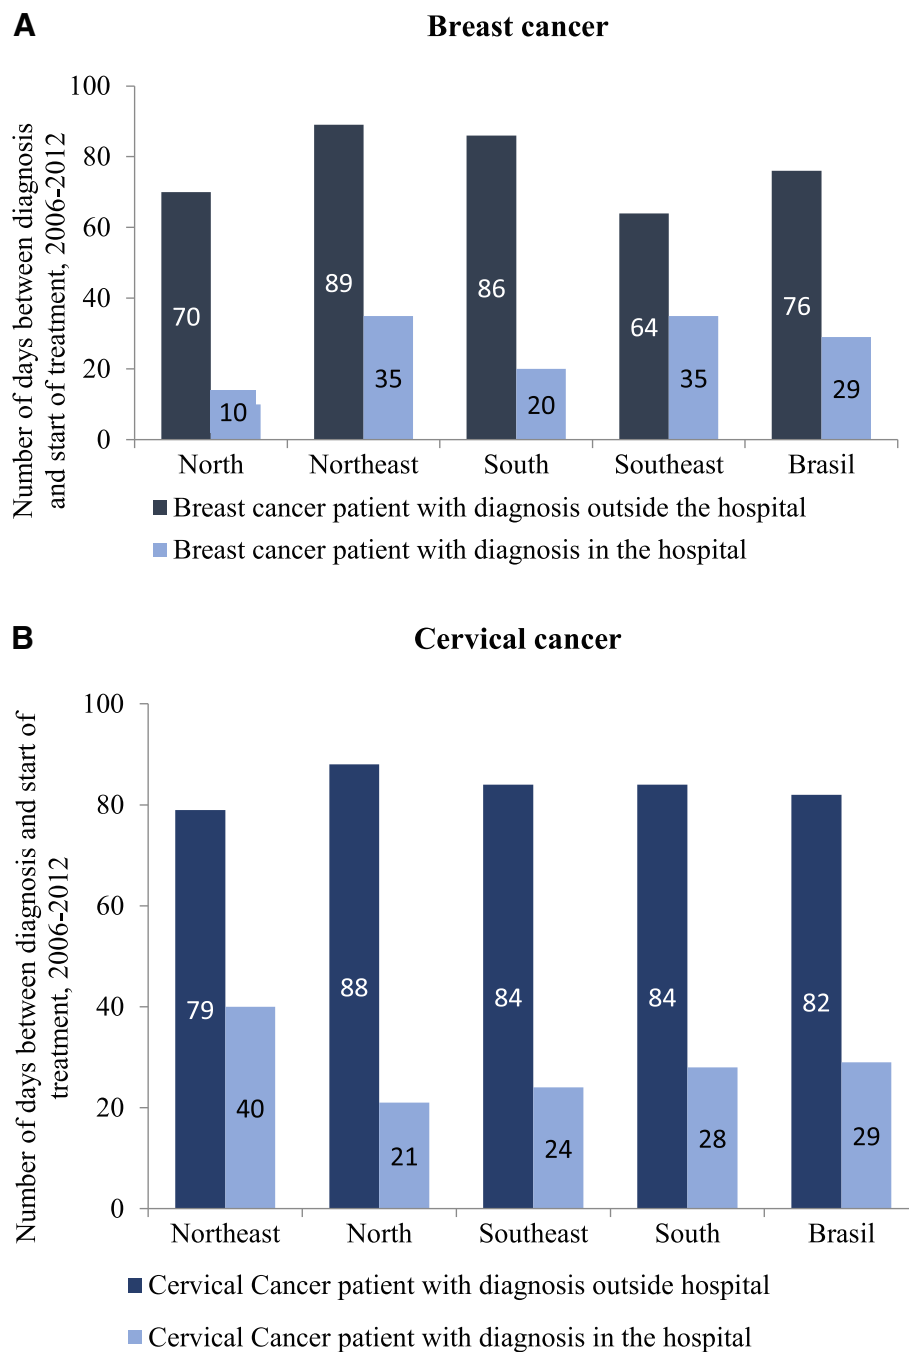 A
Breast cancer
Number of days between diagnosis
and start of treatment, 2006-2012
100
80
60
40
20
0
70
10
89
35
86
20
64
35
76
29
North
Northeast
South
Southeast
Brasil
Breast cancer patient with diagnosis outside the hospital
Breast cancer patient with diagnosis in the hospital
B
Cervical cancer
Number of days between diagnosis and start of
treatment, 2006-2012
100
80
60
40
20
0
79
40
88
21
84
24
84
28
82
29
Northeast
North
Southeast
South
Brasil
Cervical Cancer patient with diagnosis outside hospital
Cervical Cancer patient with diagnosis in the hospital